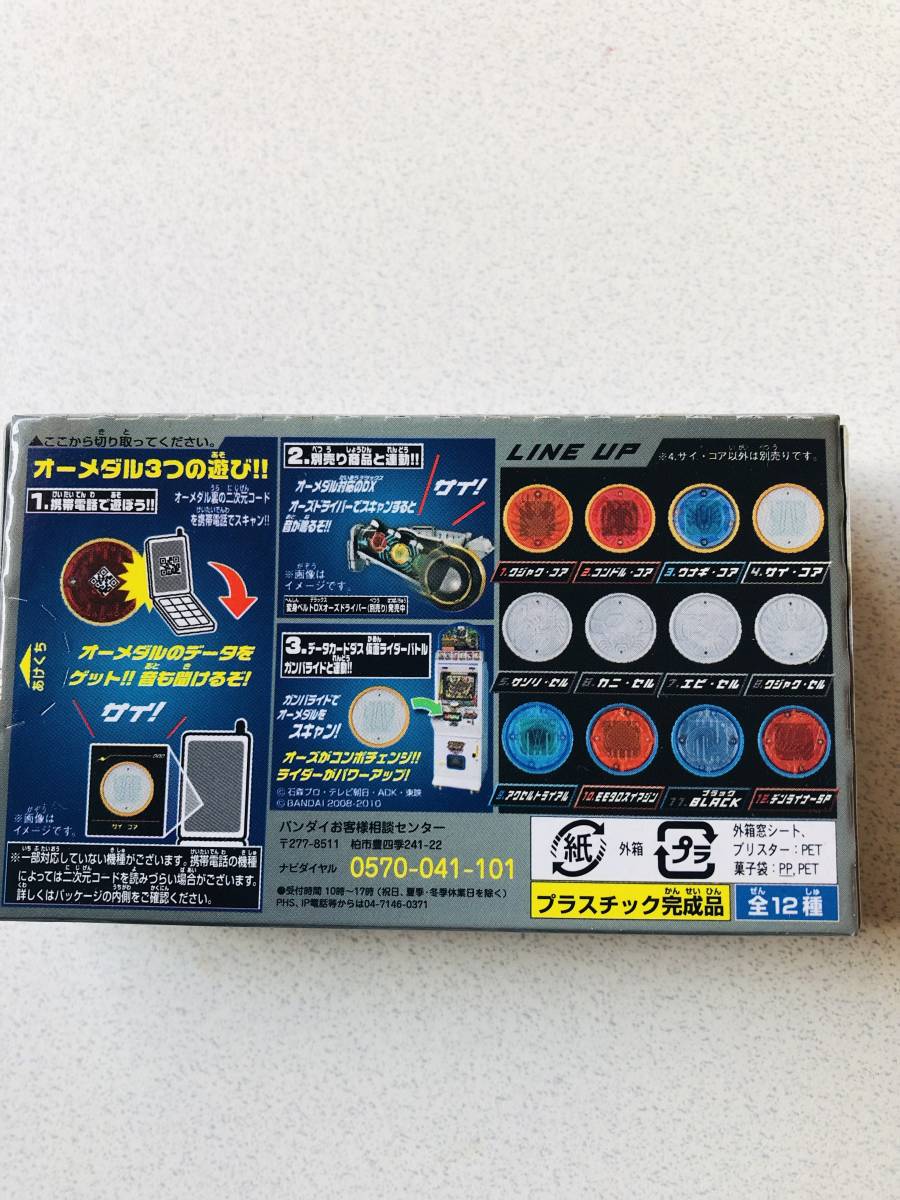 ▲ここから切り取ってください。
オーメダル3つの遊び!!
1.携帯電話で遊ぼう!!
オーメダル裏の二次元コード
を携帯電話でスキャン!!
オーメダルのデータを
ゲット!! 音も聴けるぞ!
サイ!
あけくち
サイ・コア
※画像は
イメージです。
※一部対応していない機種がございます。携帯電話の機種
によっては二次元コードを読みづらい場合がございます。
詳しくはパッケージの内側をご確認ください。
2.別売り商品と連動!!
オーメダル対応のDX
オーズドライバーでスキャンすると
音が鳴るぞ!!
サイ!
※画像は
イメージです。
変身ベルトDXオーズドライバー(別売り)発売中
3.データカードダス 仮面ライダーバトル
ガンバライドと連動!!
ガンバライドで
オーメダルを
スキャン!
オーズがコンボチェンジ!!
ライダーがパワーアップ!
©石森プロ・テレビ朝日・ADK・東映
©BANDAI 2008-2010
LINE UP
※4.サイ・コア以外は別売りです。
1.クジャク・コア
2.コンドル・コア
3.ウナギ・コア
4.サイ・コア
5.サソリ・セル
6.カニ・セル
7.エビ・セル
8.クジャク・セル
9.アクセルトライアル
10.EEタロスイマジン
11.BLACK
12.デンライナーSP
バンダイお客様相談センター
〒277-8511 柏市豊四季241-22
ナビダイヤル 0570-041-101
●受付時間 10時〜17時(祝日、夏季・冬季休業日を除く)
PHS、IP電話等からは04-7146-0371
紙
外箱
プラ
外箱窓シート、
ブリスター:PET
菓子袋:PP,PET
プラスチック完成品
全12種